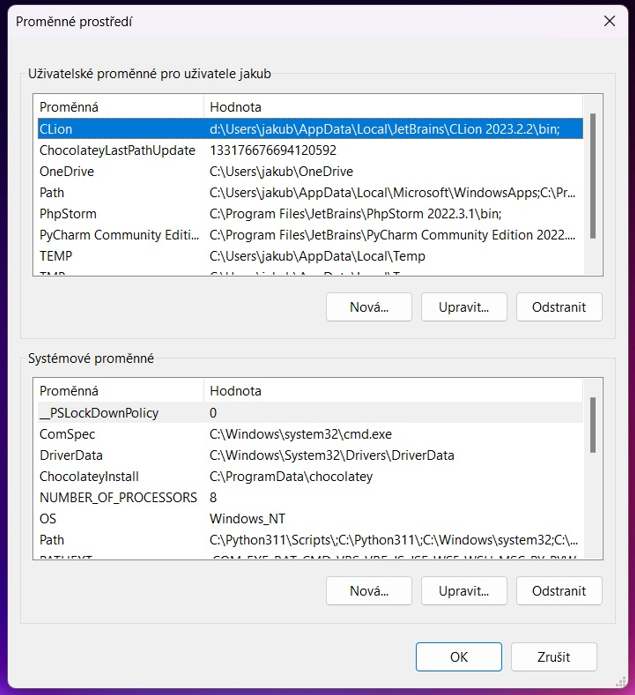 Proměnné prostředí
Uživatelské proměnné pro uživatele jakub
Proměnná Hodnota
CLion d:\Users\jakub\AppData\Local\JetBrains\CLion 2023.2.2\bin;
ChocolateyLastPathUpdate 133176676694120592
OneDrive C:\Users\jakub\OneDrive
Path C:\Users\jakub\AppData\Local\Microsoft\WindowsApps;C:\Pr...
PhpStorm C:\Program Files\JetBrains\PhpStorm 2022.3.1\bin;
PyCharm Community Editi... C:\Program Files\JetBrains\PyCharm Community Edition 2022....
TEMP C:\Users\jakub\AppData\Local\Temp
Nová... Upravit... Odstranit
Systémové proměnné
Proměnná Hodnota
__PSLockDownPolicy 0
ComSpec C:\Windows\system32\cmd.exe
DriverData C:\Windows\System32\Drivers\DriverData
ChocolateyInstall C:\ProgramData\chocolatey
NUMBER_OF_PROCESSORS 8
OS Windows_NT
Path C:\Python311\Scripts\;C:\Python311\;C:\Windows\system32;C:\...
Nová... Upravit... Odstranit
OK Zrušit